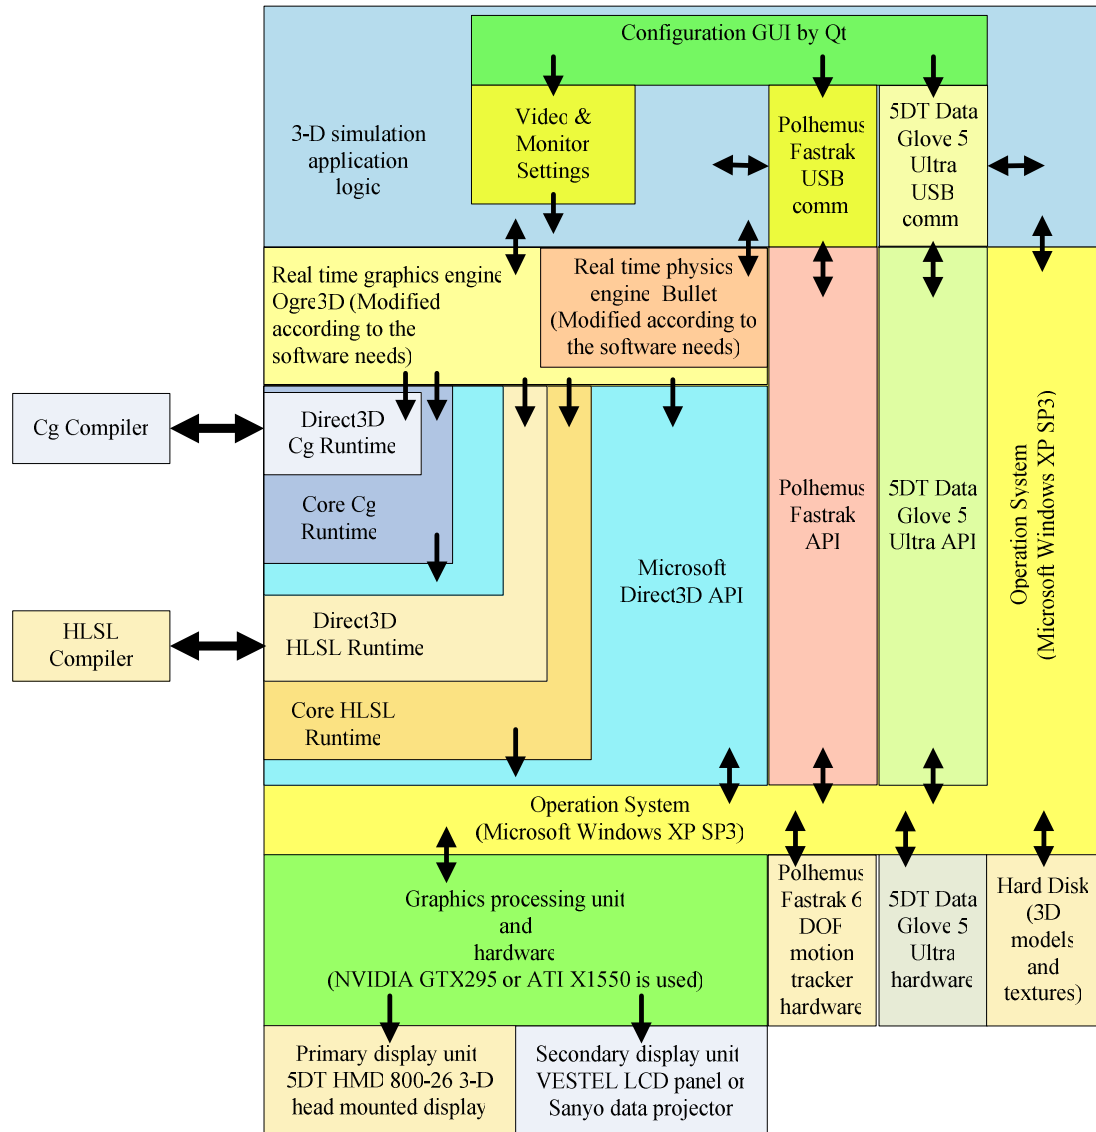 Configuration GUI by Qt
3-D simulation
application
logic
Video &
Monitor
Settings
Polhemus
Fastrak
USB
comm
5DT Data
Glove 5
Ultra
USB
comm
Real time graphics engine
Ogre3D (Modified
according to the
software needs)
Real time physics
engine Bullet
(Modified according to
the software needs)
Cg Compiler
Direct3D
Cg Runtime
Core Cg
Runtime
HLSL
Compiler
Direct3D
HLSL Runtime
Core HLSL
Runtime
Microsoft
Direct3D API
Polhemus
Fastrak
API
5DT Data
Glove 5
Ultra API
Operation System
(Microsoft Windows XP SP3)
Operation System
(Microsoft Windows XP SP3)
Graphics processing unit
and
hardware
(NVIDIA GTX295 or ATI X1550 is used)
Polhemus
Fastrak 6
DOF
motion
tracker
hardware
5DT Data
Glove 5
Ultra
hardware
Hard Disk
(3D
models
and
textures)
Primary display unit
5DT HMD 800-26 3-D
head mounted display
Secondary display unit
VESTEL LCD panel or
Sanyo data projector